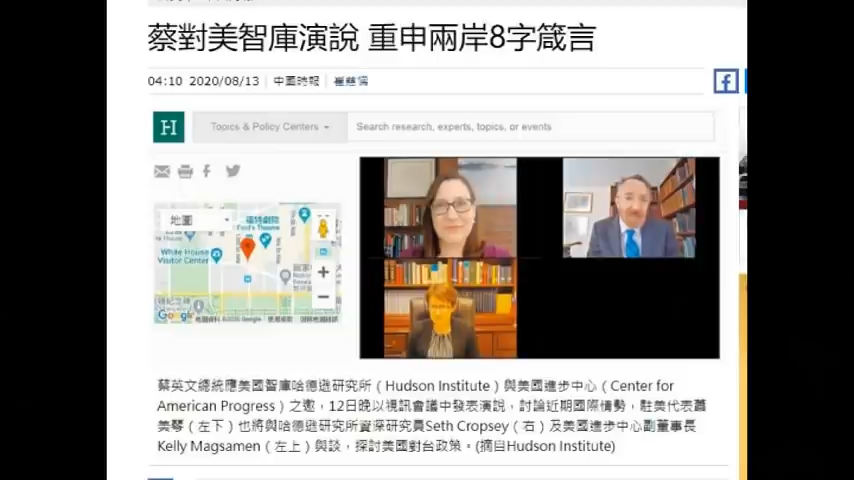 蔡對美智庫演說 重申兩岸8字箴言
04:10 2020/08/13 中國時報 崔慈悌
H Topics & Policy Centers Search research, experts, topics, or events
地圖
福特劇院
Ford's Theatre
White House
Visitor Center
Google
蔡英文總統應美國智庫哈德遜研究所（Hudson Institute）與美國進步中心（Center for
American Progress）之邀，12日晚以視訊會議中發表演說，討論近期國際情勢，駐美代表蕭
美琴（左下）也將與哈德遜研究所資深研究員Seth Cropsey（右）及美國進步中心副董事長
Kelly Magsamen（左上）與談，探討美國對台政策。(摘自Hudson Institute)